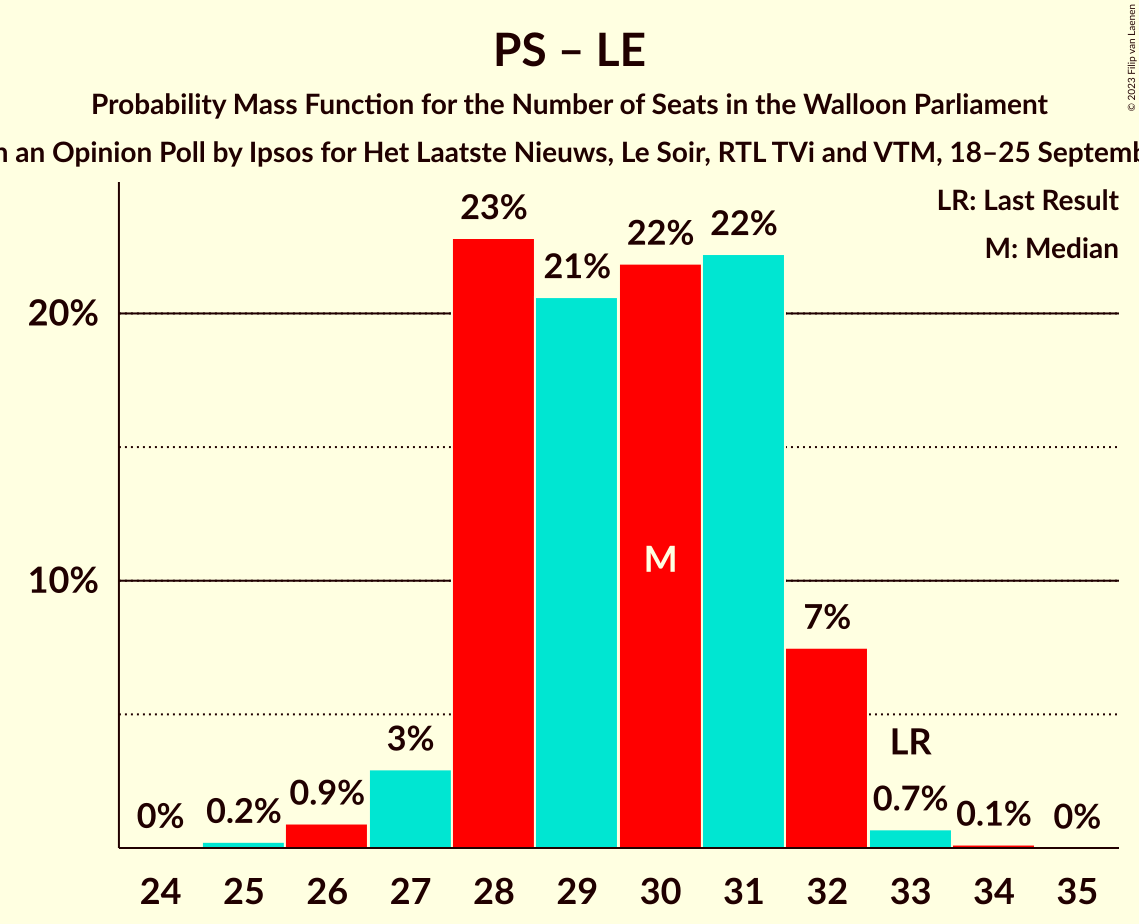 PS – LE
Probability Mass Function for the Number of Seats in the Walloon Parliament
an Opinion Poll by Ipsos for Het Laatste Nieuws, Le Soir, RTL TVi and VTM, 18–25
© 2023 Filip van Laenen
LR: Last Result
M: Median
20%
10%
0%
0.2%
0.9%
3%
23%
21%
22%
22%
7%
0.7%
0.1%
0%
M
LR
24 25 26 27 28 29 30 31 32 33 34 35